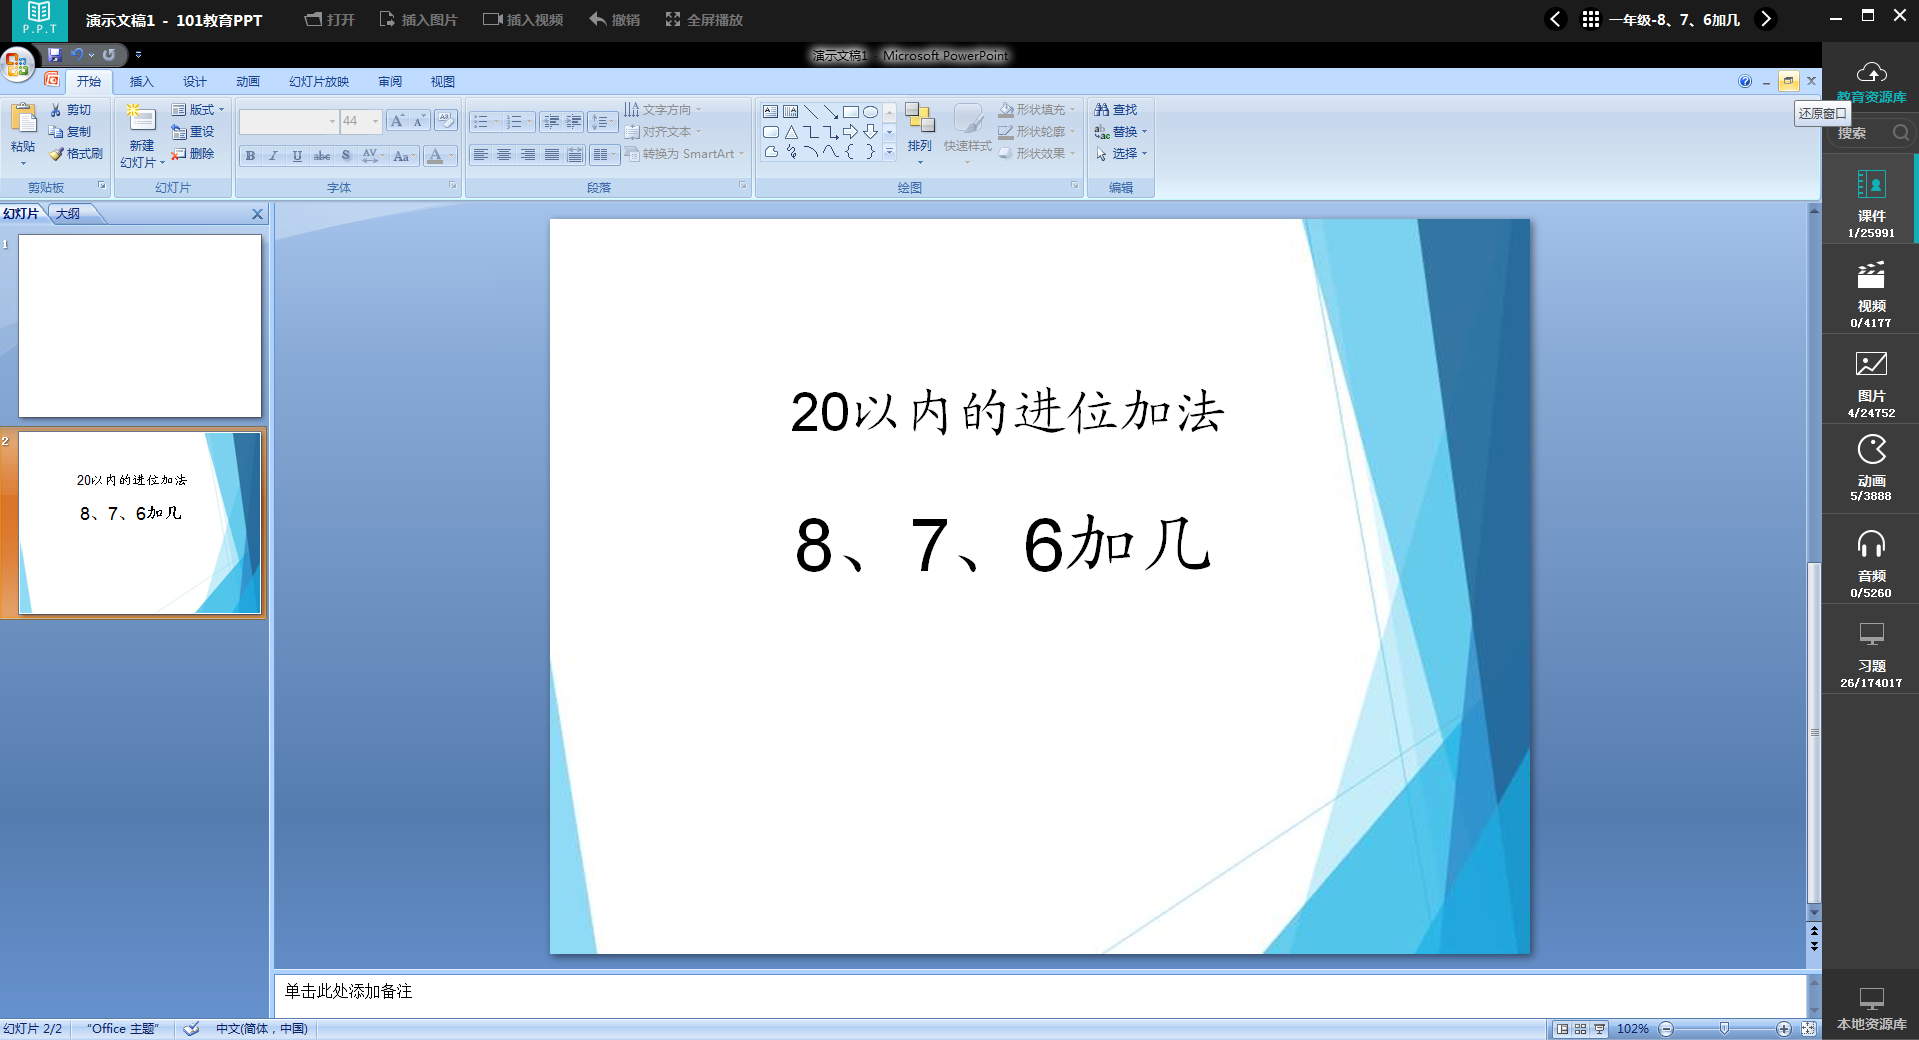 P.P.T
演示文稿1 - 101教育PPT
打开
插入图片
插入视频
撤销
全屏播放
一年级-8、7、6加几
演示文稿1 - Microsoft PowerPoint
开始
插入
设计
动画
幻灯片放映
审阅
视图
粘贴
剪切
复制
格式刷
剪贴板
新建
幻灯片
版式
重设
删除
幻灯片
44
B I U abc S AV Aa A
字体
文字方向
对齐文本
转换为 SmartArt
段落
排列
快速样式
形状填充
形状轮廓
形状效果
绘图
查找
替换
选择
编辑
还原窗口
教育资源库
搜索
课件
1/25991
视频
0/4177
图片
4/24752
动画
5/3888
音频
0/5260
习题
26/174017
本地资源库
幻灯片
大纲
1
2
20以内的进位加法
8、7、6加几
20以内的进位加法
8、7、6加几
单击此处添加备注
幻灯片 2/2
"Office 主题"
中文(简体，中国)
102%